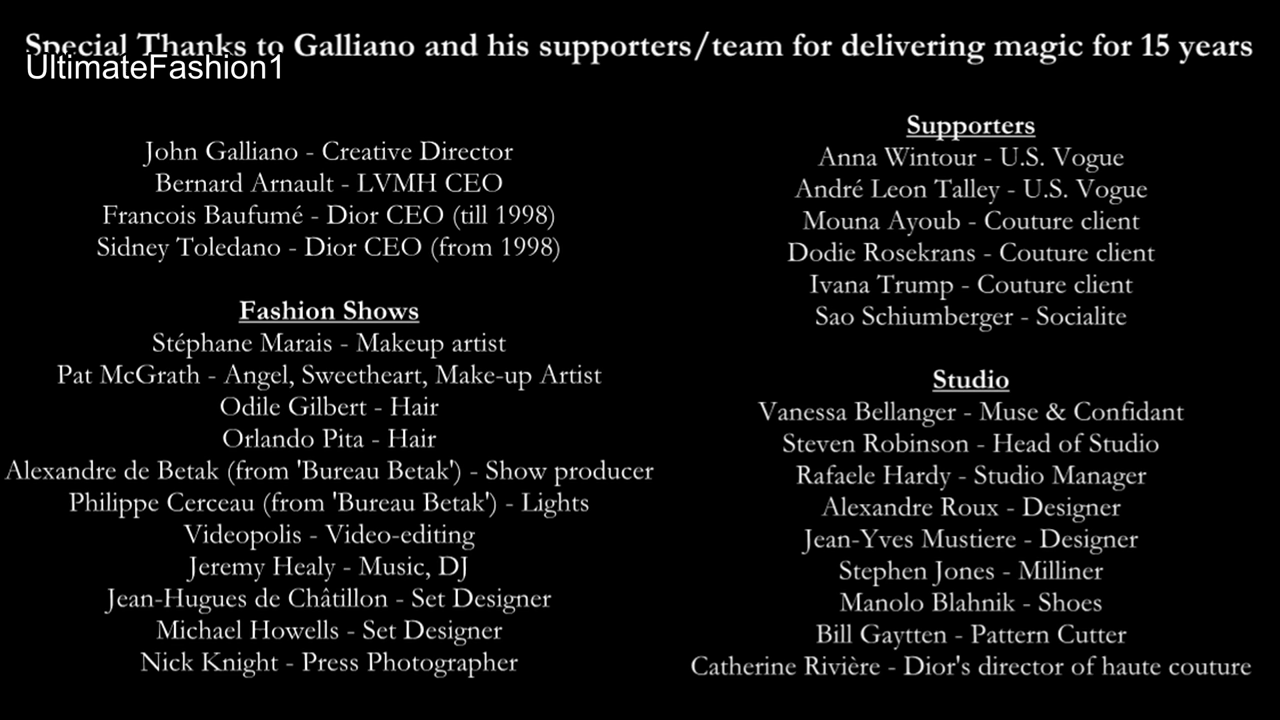 Special Thanks to Galliano and his supporters/team for delivering magic for 15 years
UltimateFashion1
John Galliano - Creative Director
Bernard Arnault - LVMH CEO
Francois Baufumé - Dior CEO (till 1998)
Sidney Toledano - Dior CEO (from 1998)
Fashion Shows
Stéphane Marais - Makeup artist
Pat McGrath - Angel, Sweetheart, Make-up Artist
Odile Gilbert - Hair
Orlando Pita - Hair
Alexandre de Betak (from 'Bureau Betak') - Show producer
Philippe Cerceau (from 'Bureau Betak') - Lights
Videopolis - Video-editing
Jeremy Healy - Music, DJ
Jean-Hugues de Châtillon - Set Designer
Michael Howells - Set Designer
Nick Knight - Press Photographer
Supporters
Anna Wintour - U.S. Vogue
André Leon Talley - U.S. Vogue
Mouna Ayoub - Couture client
Dodie Rosekrans - Couture client
Ivana Trump - Couture client
Sao Schiumberger - Socialite
Studio
Vanessa Bellanger - Muse & Confidant
Steven Robinson - Head of Studio
Rafaele Hardy - Studio Manager
Alexandre Roux - Designer
Jean-Yves Mustiere - Designer
Stephen Jones - Milliner
Manolo Blahnik - Shoes
Bill Gaytten - Pattern Cutter
Catherine Rivière - Dior's director of haute couture